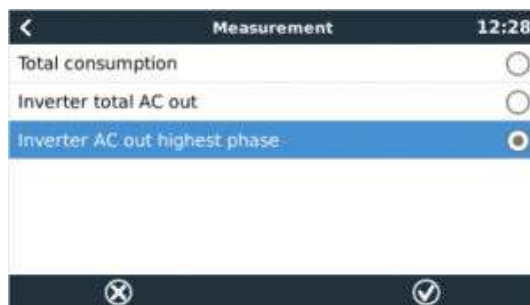 Measurement 12:28
Total consumption
Inverter total AC out
Inverter AC out highest phase